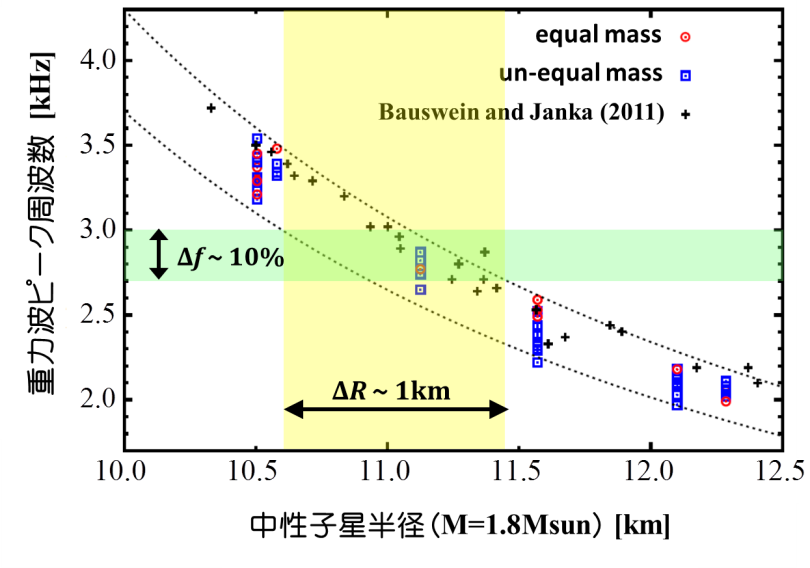 equal mass
un-equal mass
Bauswein and Janka (2011)
重力波ピーク周波数 [kHz]
4.0
3.5
3.0
2.5
2.0
Δf ~ 10%
ΔR ~ 1km
10.0
10.5
11.0
11.5
12.0
12.5
中性子星半径(M=1.8Msun) [km]